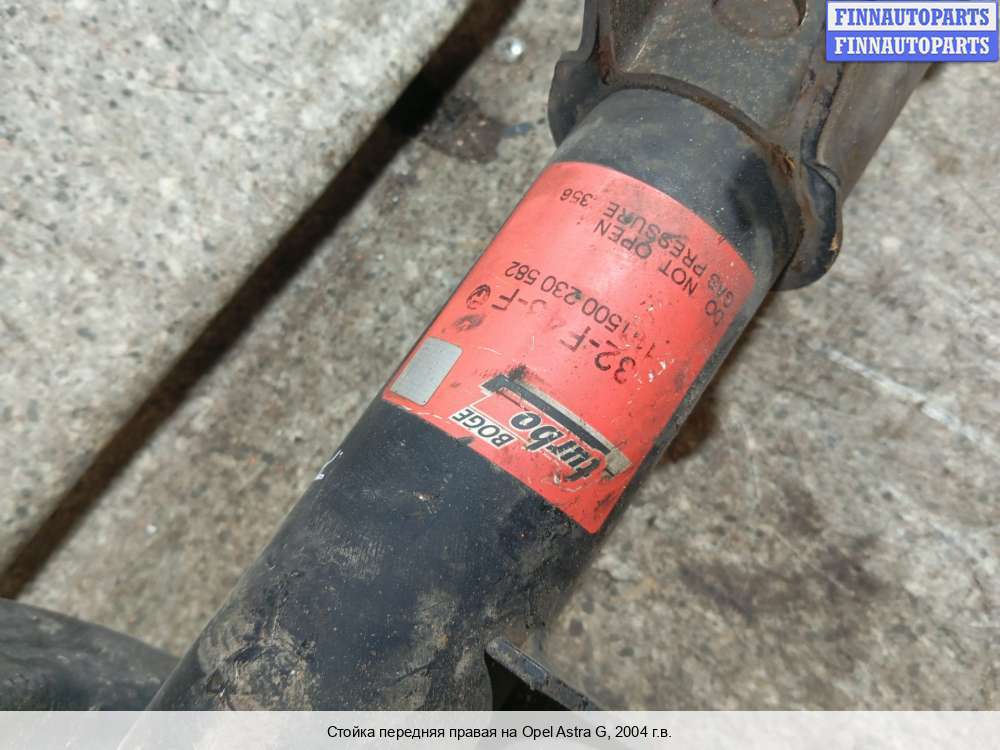 FINNAUTOPARTS
FINNAUTOPARTS
BOGE
turbo
32-F
500 230 582
DO NOT OPEN
GAS PRESSURE 356
Стойка передняя правая на Opel Astra G, 2004 г.в.